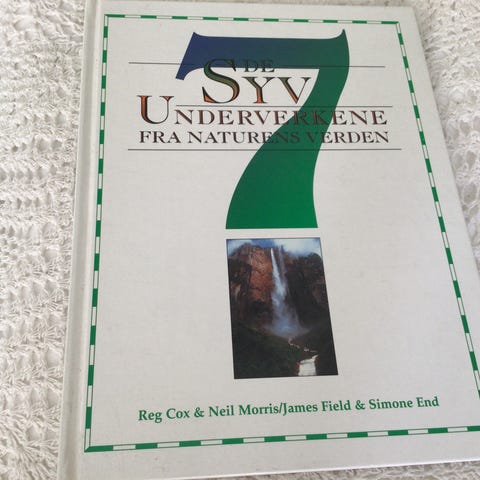 7
DE
SYV
UNDERVERKENE
FRA NATURENS VERDEN
Reg Cox & Neil Morris/James Field & Simone End